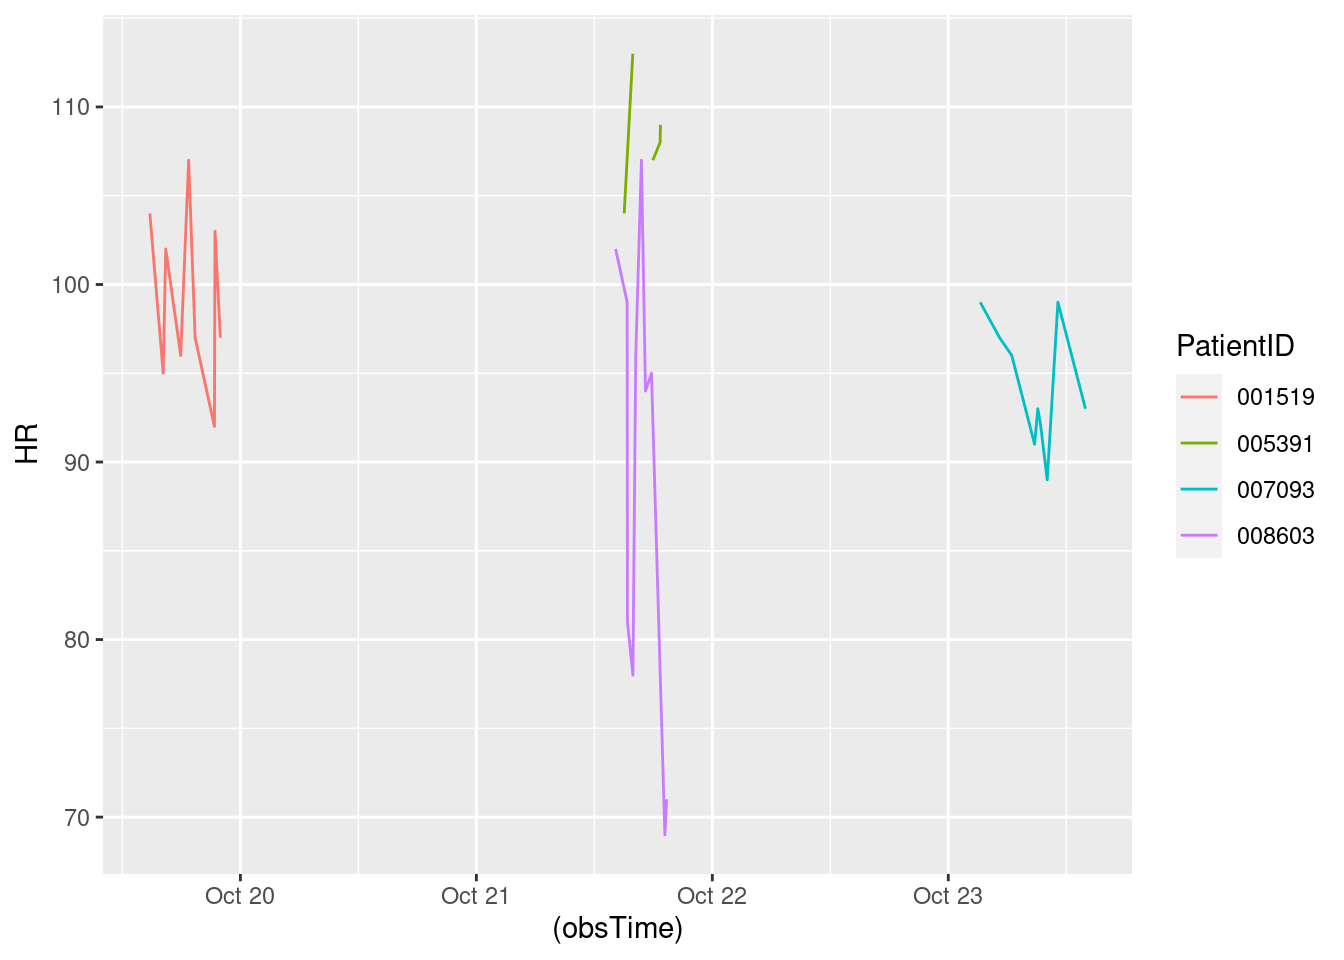 110
100
90
80
70
HR
Oct 20
Oct 21
Oct 22
Oct 23
(obsTime)
PatientID
001519
005391
007093
008603